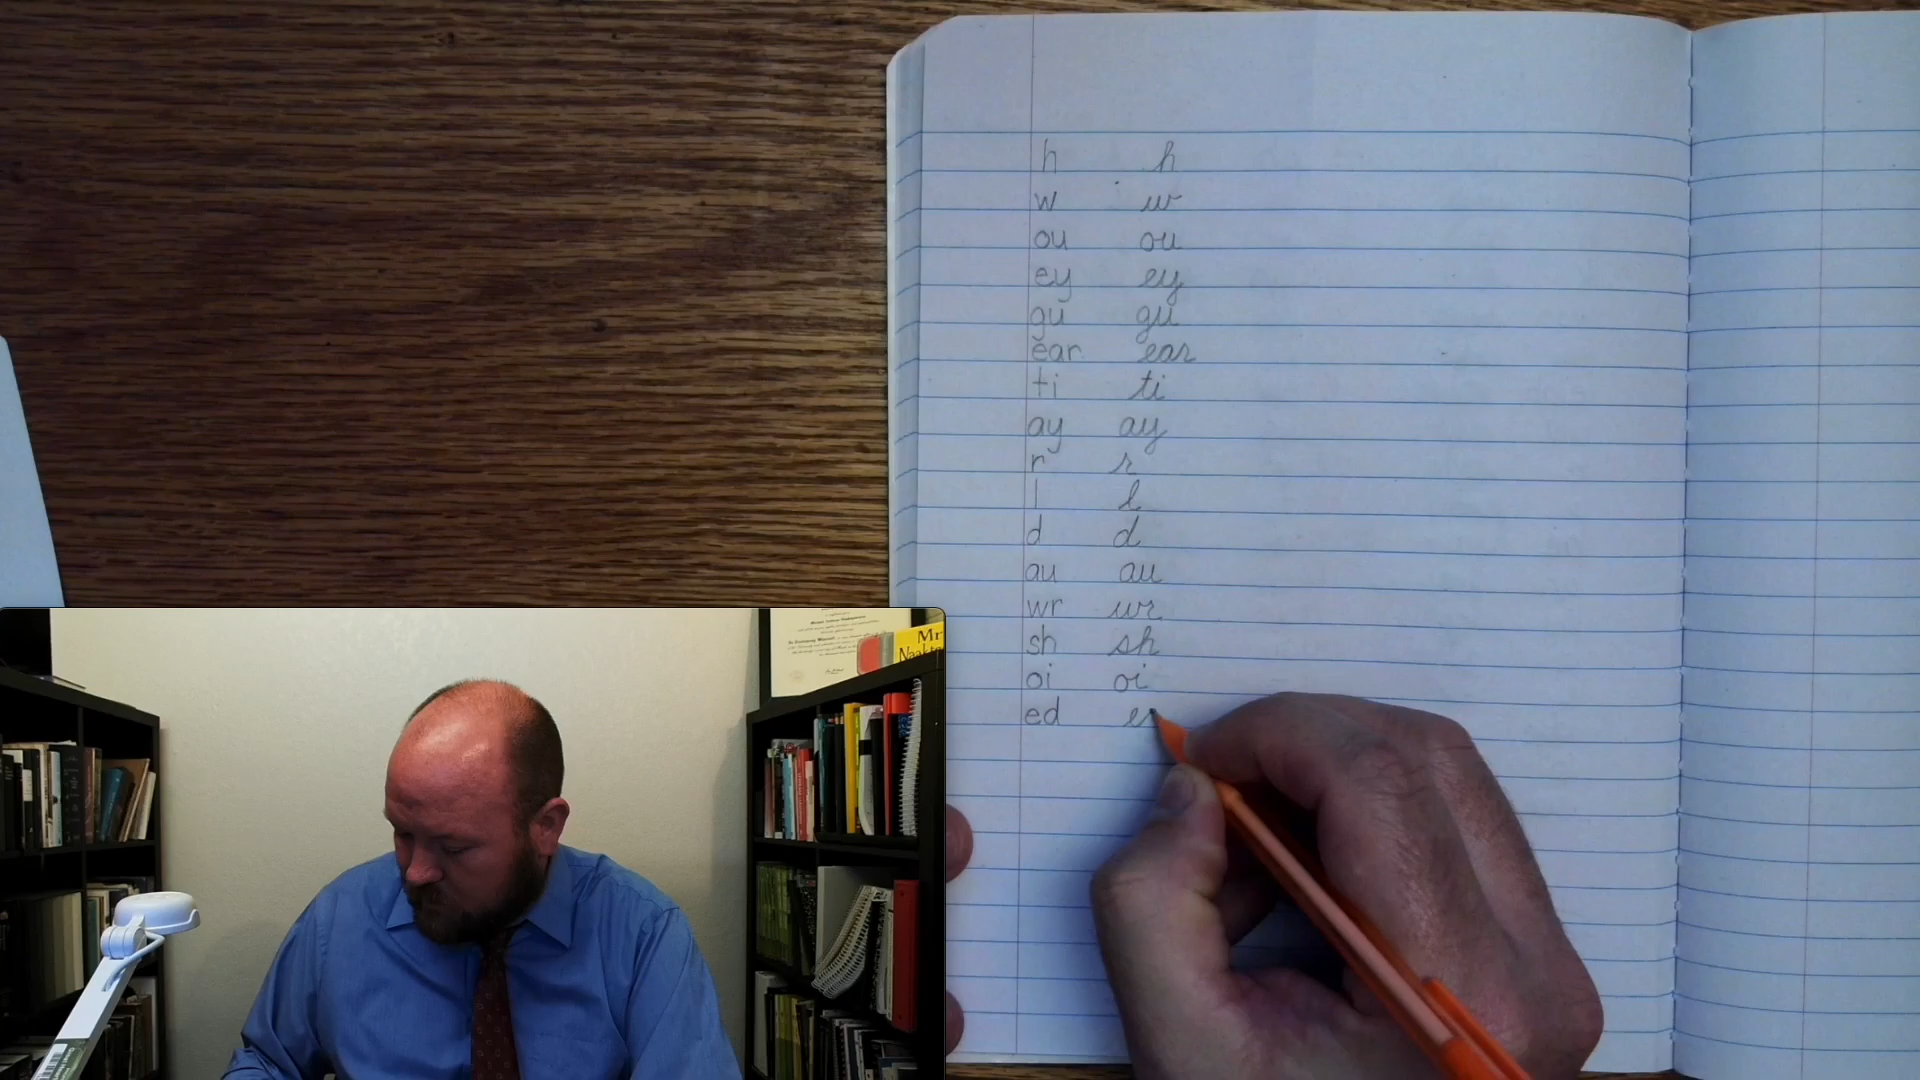 Mr
h h
w w
ou ou
ey ey
gu gu
ear ear
ti ti
ay ay
r r
l l
d d
au au
wr wr
sh sh
oi oi
ed e